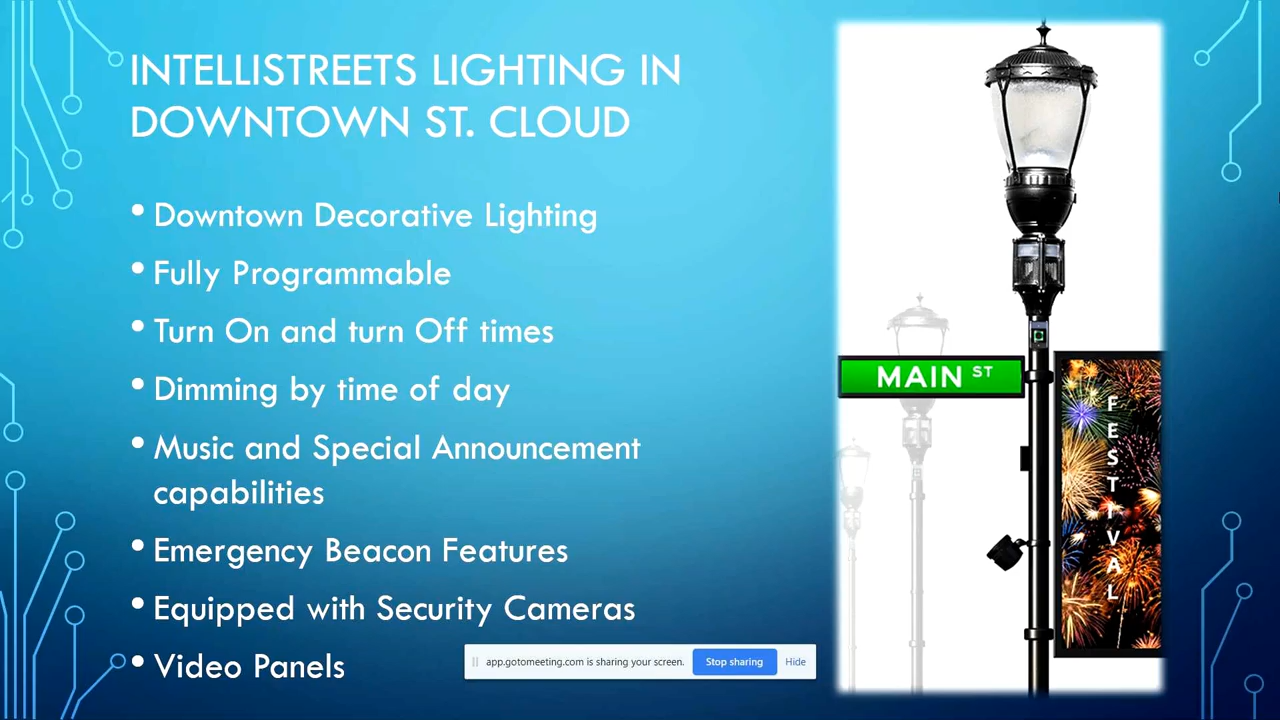 INTELLISTREETS LIGHTING IN
DOWNTOWN ST. CLOUD
• Downtown Decorative Lighting
• Fully Programmable
• Turn On and turn Off times
• Dimming by time of day
• Music and Special Announcement
capabilities
• Emergency Beacon Features
• Equipped with Security Cameras
• Video Panels
MAIN ST
FESTIVAL
app.gotomeeting.com is sharing your screen. Stop sharing Hide